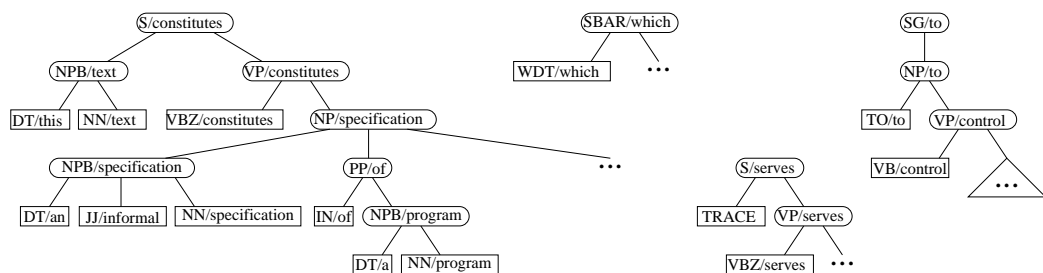 S/constitutes SBAR/which SG/to
NPB/text VP/constitutes WDT/which ... NP/to
DT/this NN/text VBZ/constitutes NP/specification TO/to VP/control
NPB/specification PP/of ... S/serves VB/control ...
DT/an JJ/informal NN/specification IN/of NPB/program TRACE VP/serves
DT/a NN/program VBZ/serves ...